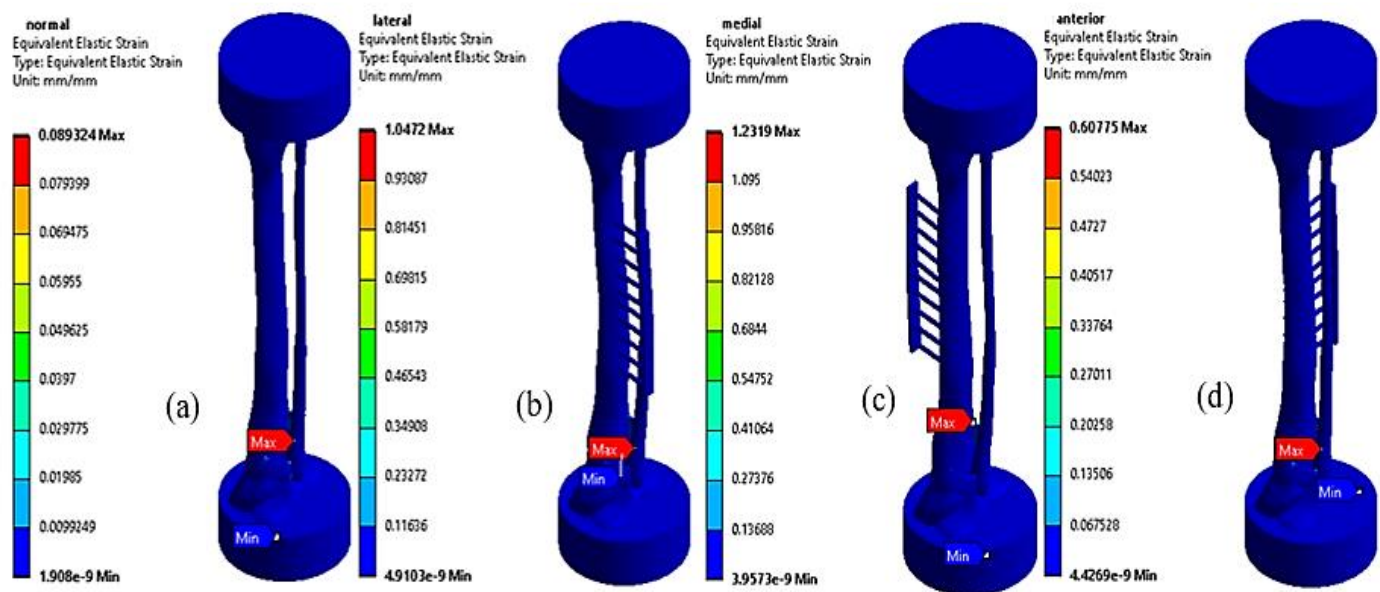 normal
Equivalent Elastic Strain
Type: Equivalent Elastic Strain
Unit: mm/mm
0.089324 Max
0.079399
0.069475
0.05955
0.049625
0.0397
0.029775
0.01985
0.0099249
1.908e-9 Min
(a)
Max
Min
lateral
Equivalent Elastic Strain
Type: Equivalent Elastic Strain
Unit: mm/mm
1.0472 Max
0.93087
0.81451
0.69815
0.58179
0.46543
0.34908
0.23272
0.11636
4.9103e-9 Min
(b)
Max
Min
medial
Equivalent Elastic Strain
Type: Equivalent Elastic Strain
Unit: mm/mm
1.2319 Max
1.095
0.95816
0.82128
0.6844
0.54752
0.41064
0.27376
0.13688
3.9573e-9 Min
(c)
Max
Min
anterior
Equivalent Elastic Strain
Type: Equivalent Elastic Strain
Unit: mm/mm
0.60775 Max
0.54023
0.4727
0.40517
0.33764
0.27011
0.20258
0.13506
0.067528
4.4269e-9 Min
(d)
Max
Min